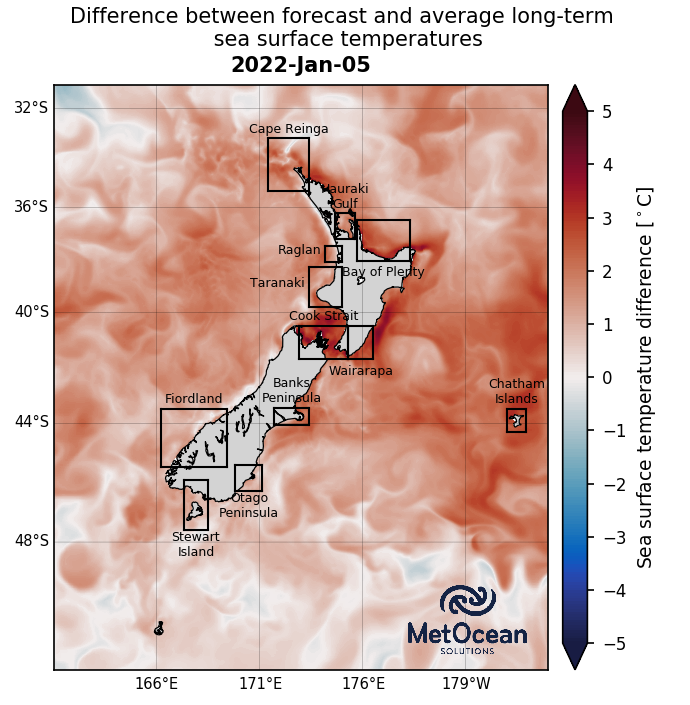 Difference between forecast and average long-term
sea surface temperatures
2022-Jan-05
32°S
36°S
40°S
44°S
48°S
Cape Reinga
Hauraki
Gulf
Raglan
Bay of Plenty
Taranaki
Cook Strait
Wairarapa
Banks
Peninsula
Chatham
Islands
Fiordland
Otago
Peninsula
Stewart
Island
MetOcean
SOLUTIONS
166°E
171°E
176°E
179°W
5
4
3
2
1
0
−1
−2
−3
−4
−5
Sea surface temperature difference [°C]